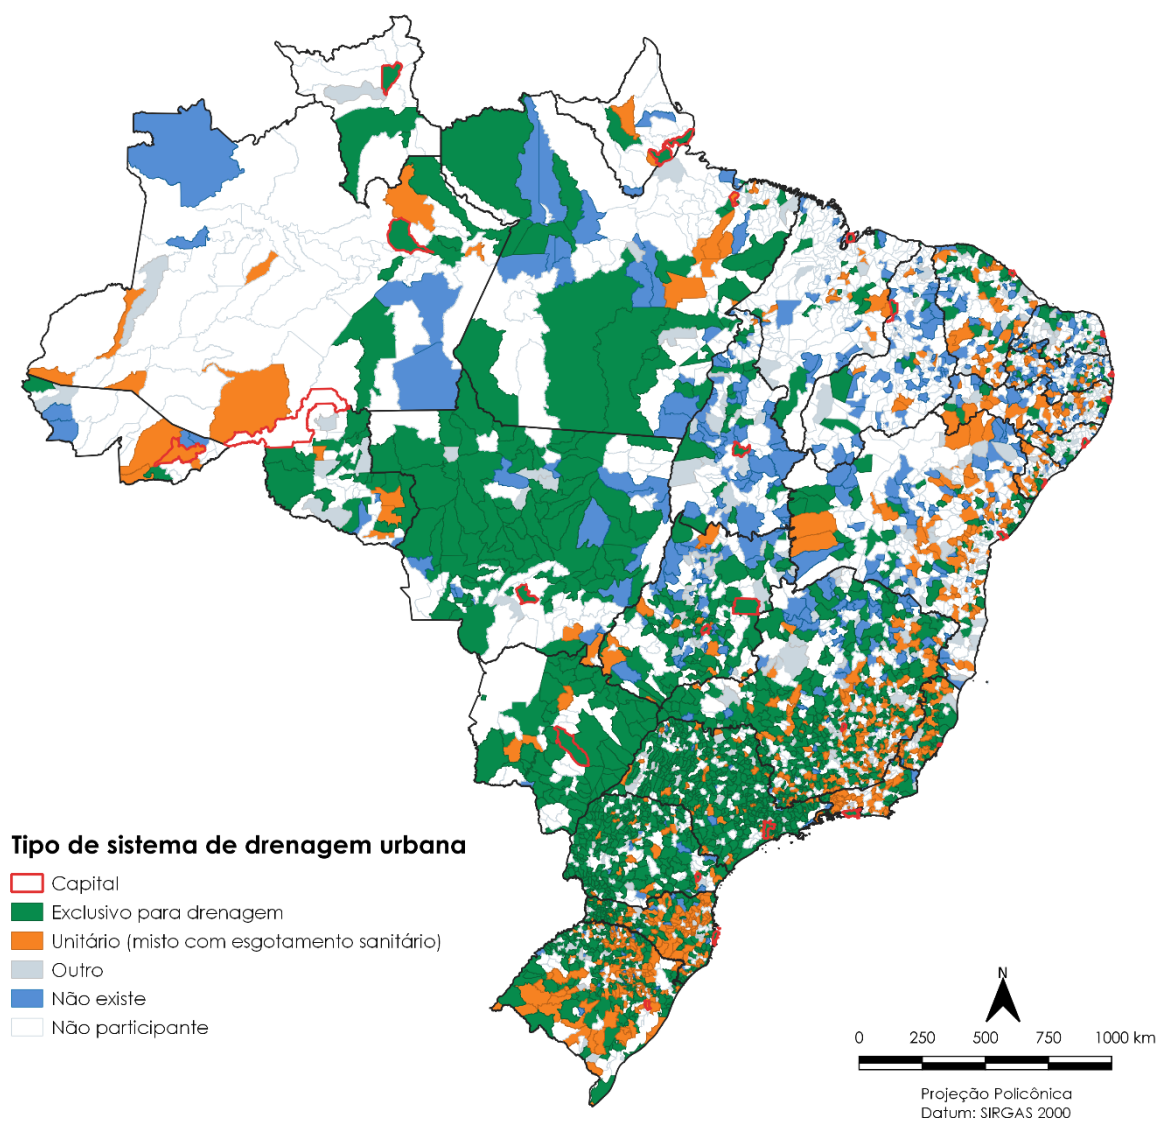 Tipo de sistema de drenagem urbana
Capital
Exclusivo para drenagem
Unitário (misto com esgotamento sanitário)
Outro
Não existe
Não participante
N
0 250 500 750 1000 km
Projeção Policônica
Datum: SIRGAS 2000